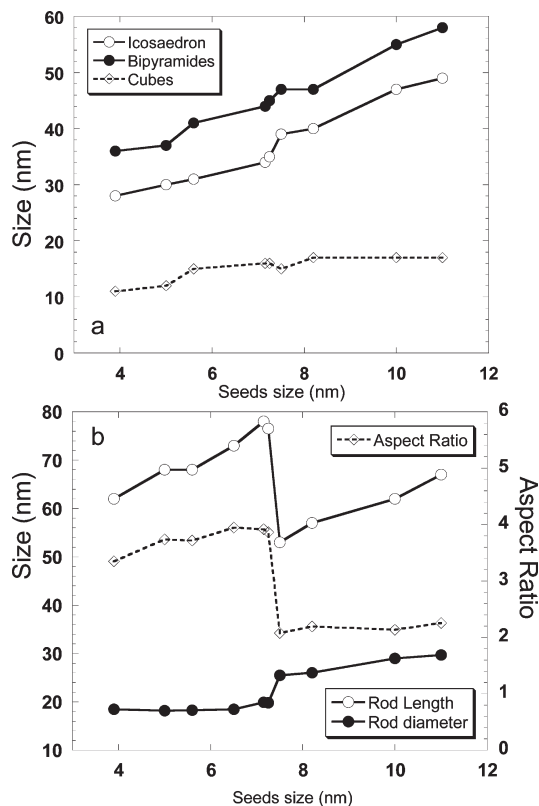 60
50
40
30
20
10
0
Size (nm)
Icosaedron
Bipyramides
Cubes
a
4 6 8 10 12
Seeds size (nm)
80
70
60
50
40
30
20
10
Size (nm)
b
Aspect Ratio
6
5
4
3
2
1
0
Aspect Ratio
Rod Length
Rod diameter
4 6 8 10 12
Seeds size (nm)